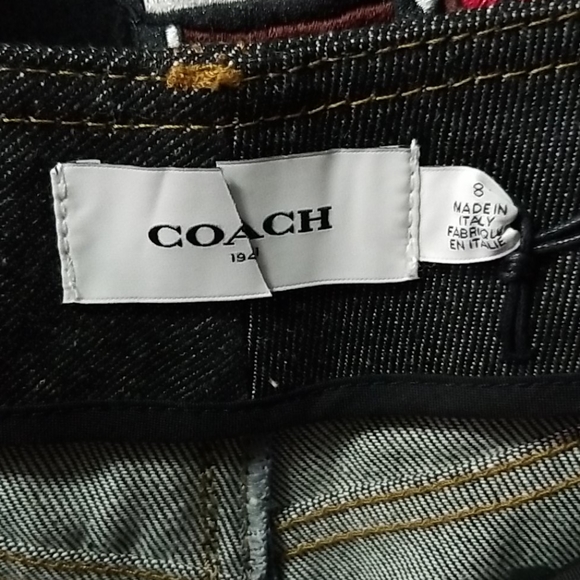 COACH
194
8
MADE IN
ITALY
FABRIQUÉ
EN ITALIE